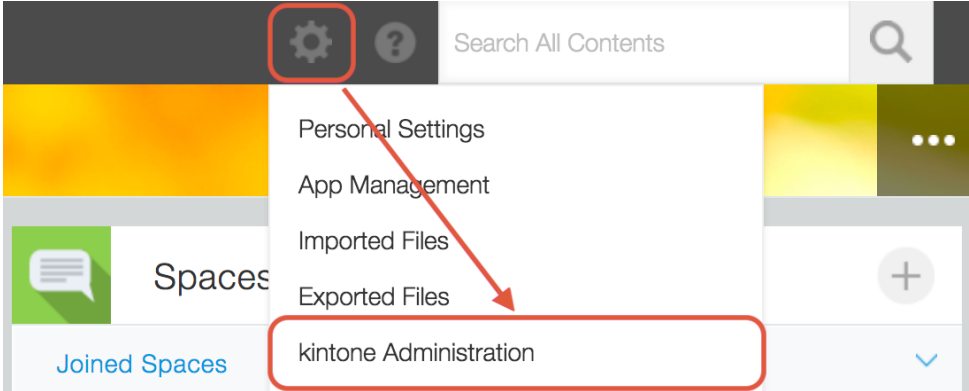 Search All Contents
Personal Settings
App Management
Imported Files
Spaces
Exported Files
kintone Administration
Joined Spaces